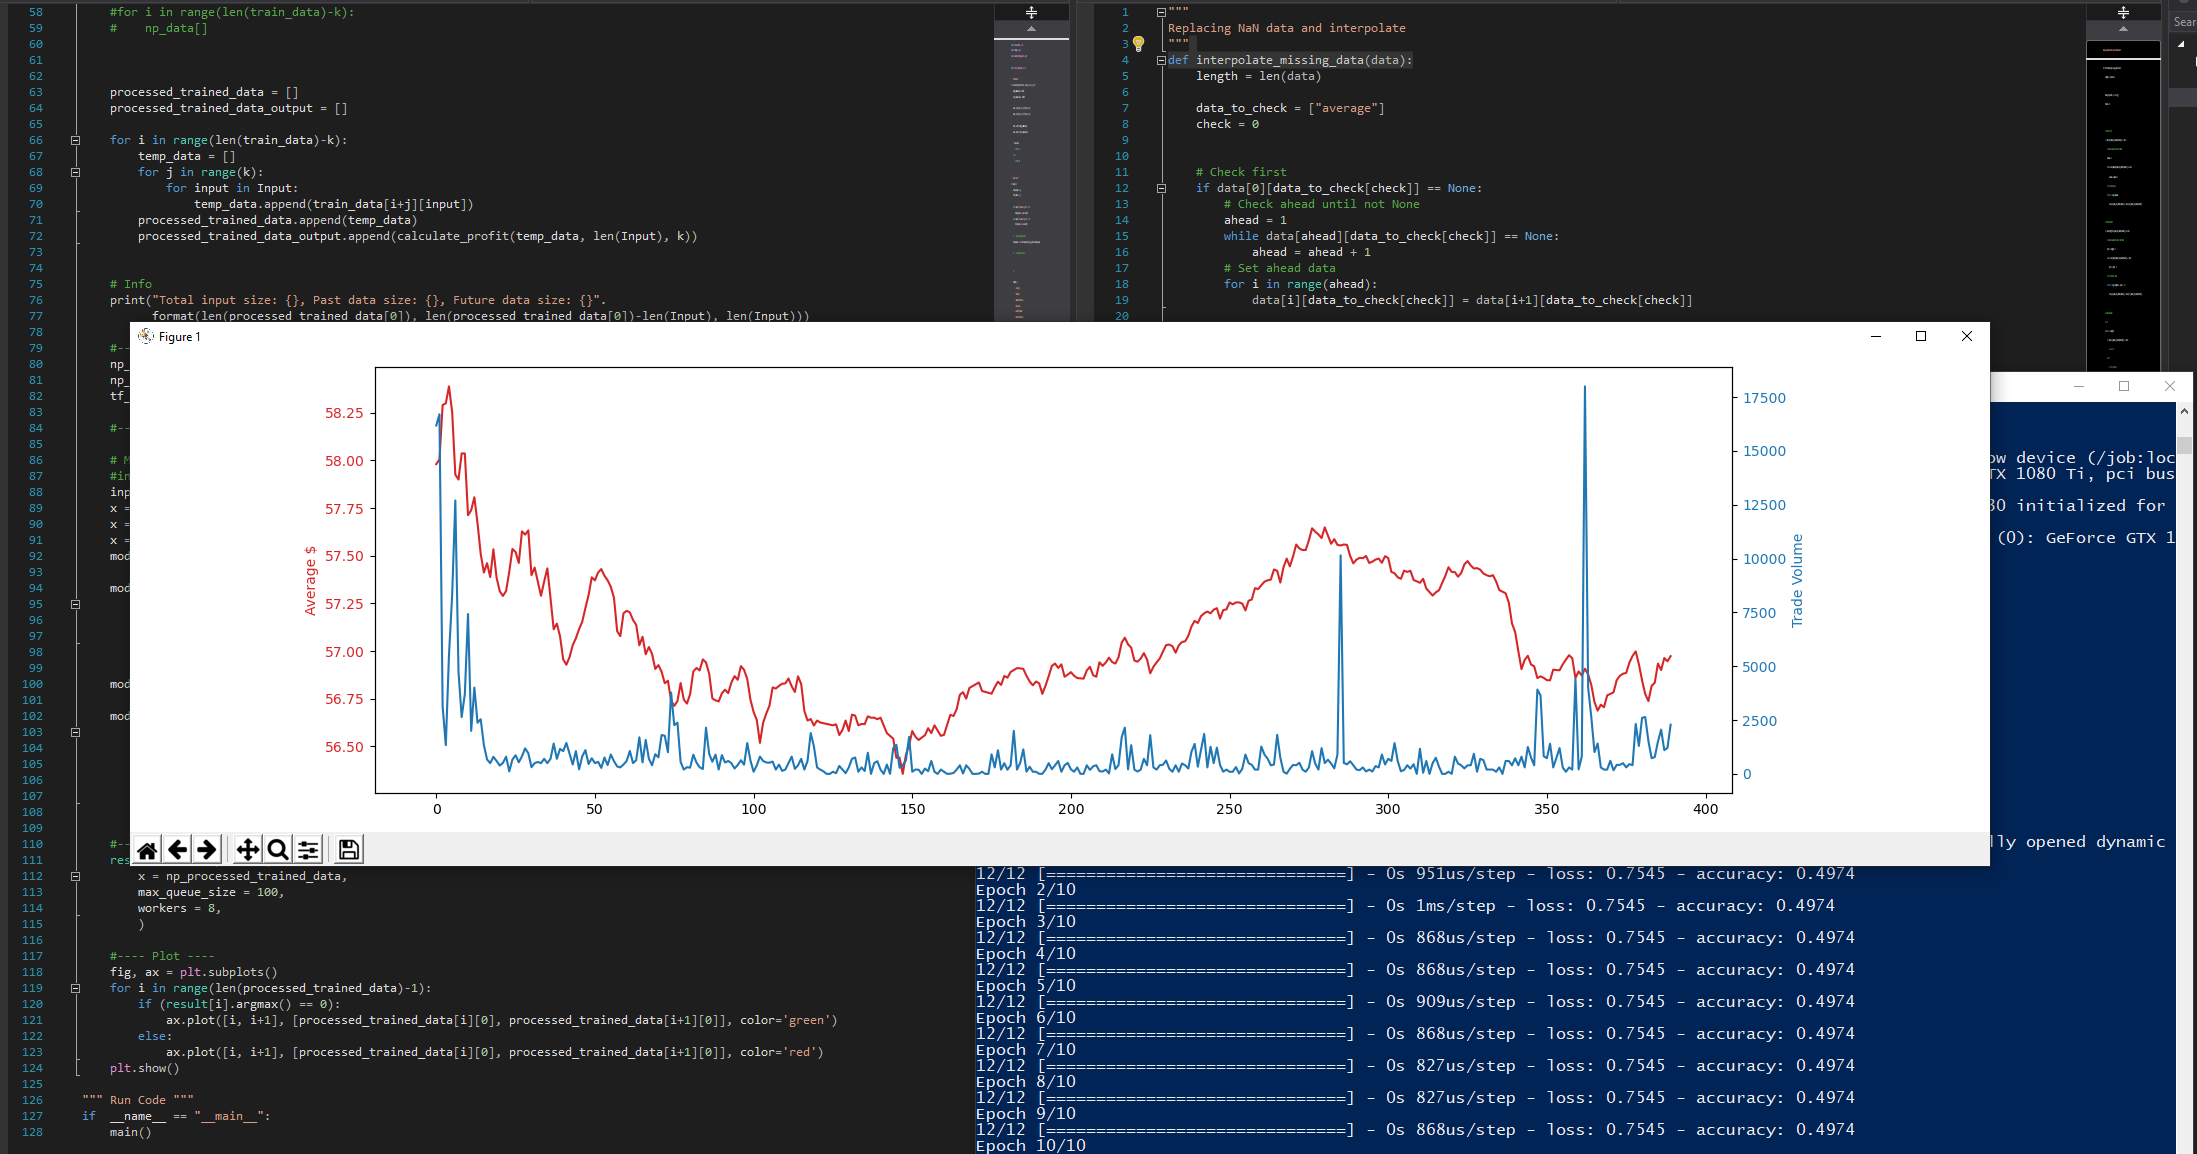 58 #for i in range(len(train_data)-k):
59 #    np_data[]
60
61
62
63 processed_trained_data = []
64 processed_trained_data_output = []
65
66 for i in range(len(train_data)-k):
67     temp_data = []
68     for j in range(k):
69         for input in Input:
70             temp_data.append(train_data[i+j][input])
71     processed_trained_data.append(temp_data)
72     processed_trained_data_output.append(calculate_profit(temp_data, len(Input), k))
73
74
75 # Info
76 print("Total input size: {}, Past data size: {}, Future data size: {}".
77       format(len(processed_trained_data[0]), len(processed_trained_data[0])-len(Input), len(Input)))
78
79 #--
80 np_
81 np_
82 tf_
83
84 #--
85
86 # M
87 #in
88 inp
89 x =
90 x =
91 x =
92 mod
93
94 mod
95
96
97
98
99
100 mod
101
102 mod
103
104
105
106
107
108
109
110 #--
111 res
112     x = np_processed_trained_data,
113     max_queue_size = 100,
114     workers = 8,
115     )
116
117 #---- Plot ----
118 fig, ax = plt.subplots()
119 for i in range(len(processed_trained_data)-1):
120     if (result[i].argmax() == 0):
121         ax.plot([i, i+1], [processed_trained_data[i][0], processed_trained_data[i+1][0]], color='green')
122     else:
123         ax.plot([i, i+1], [processed_trained_data[i][0], processed_trained_data[i+1][0]], color='red')
124 plt.show()
125
126 """ Run Code """
127 if __name__ == "__main__":
128     main()
1 """
2 Replacing NaN data and interpolate
3 """
4 def interpolate_missing_data(data):
5     length = len(data)
6
7     data_to_check = ["average"]
8     check = 0
9
10
11     # Check first
12     if data[0][data_to_check[check]] == None:
13         # Check ahead until not None
14         ahead = 1
15         while data[ahead][data_to_check[check]] == None:
16             ahead = ahead + 1
17         # Set ahead data
18         for i in range(ahead):
19             data[i][data_to_check[check]] = data[i+1][data_to_check[check]]
20
Sear
Figure 1
Average $
58.25
58.00
57.75
57.50
57.25
57.00
56.75
56.50
0 50 100 150 200 250 300 350 400
17500
15000
12500
10000
7500
5000
2500
0
Trade Volume
ow device (/job:loc
TX 1080 Ti, pci bus
80 initialized for
(0): GeForce GTX 1
lly opened dynamic
12/12 [==============================] - 0s 951us/step - loss: 0.7545 - accuracy: 0.4974
Epoch 2/10
12/12 [==============================] - 0s 1ms/step - loss: 0.7545 - accuracy: 0.4974
Epoch 3/10
12/12 [==============================] - 0s 868us/step - loss: 0.7545 - accuracy: 0.4974
Epoch 4/10
12/12 [==============================] - 0s 868us/step - loss: 0.7545 - accuracy: 0.4974
Epoch 5/10
12/12 [==============================] - 0s 909us/step - loss: 0.7545 - accuracy: 0.4974
Epoch 6/10
12/12 [==============================] - 0s 868us/step - loss: 0.7545 - accuracy: 0.4974
Epoch 7/10
12/12 [==============================] - 0s 827us/step - loss: 0.7545 - accuracy: 0.4974
Epoch 8/10
12/12 [==============================] - 0s 827us/step - loss: 0.7545 - accuracy: 0.4974
Epoch 9/10
12/12 [==============================] - 0s 868us/step - loss: 0.7545 - accuracy: 0.4974
Epoch 10/10